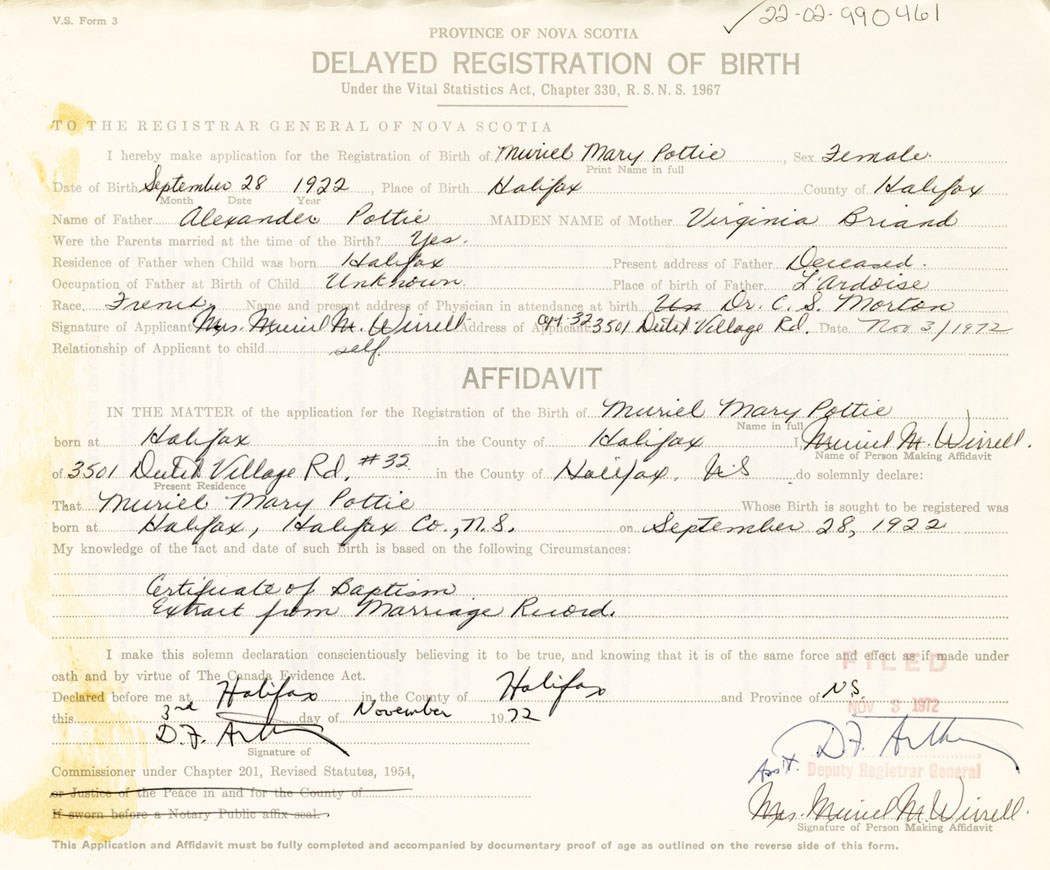 V.S. Form 3
✓ 22-02-990461
PROVINCE OF NOVA SCOTIA
DELAYED REGISTRATION OF BIRTH
Under the Vital Statistics Act, Chapter 330, R.S.N.S. 1967
TO THE REGISTRAR GENERAL OF NOVA SCOTIA
I hereby make application for the Registration of Birth of Muriel Mary Pottie, Sex Female.
Print Name in full
Date of Birth September 28 1922, Place of Birth Halifax County of Halifax
Month Date Year
Name of Father Alexander Pottie MAIDEN NAME of Mother Virginia Briand
Were the Parents married at the time of the Birth? Yes.
Residence of Father when Child was born Halifax Present address of Father Deceased.
Occupation of Father at Birth of Child Unknown. Place of birth of Father L'Ardoise
Race, French, Name and present address of Physician in attendance at birth Dr. C. S. Morton
Signature of Applicant Mrs. Muriel M. Wirrell Address of Applicant apt. 32 3501 Dutch Village Rd. Date Nov 3/1972
Relationship of Applicant to child self.
AFFIDAVIT
IN THE MATTER of the application for the Registration of the Birth of Muriel Mary Pottie
Name in full
born at Halifax in the County of Halifax I, Muriel M. Wirrell.
Name of Person Making Affidavit
of 3501 Dutch Village Rd. #32 in the County of Halifax. NS do solemnly declare:
Present Residence
That Muriel Mary Pottie Whose Birth is sought to be registered was
born at Halifax, Halifax Co., N.S. on September 28, 1922
My knowledge of the fact and date of such Birth is based on the following Circumstances:
Certificate of Baptism
Extract from Marriage Record.
I make this solemn declaration conscientiously believing it to be true, and knowing that it is of the same force and effect as if made under
oath and by virtue of The Canada Evidence Act.
FILED
Declared before me at Halifax in the County of Halifax and Province of N.S.
this 3rd day of November 1972
NOV 3 1972
D.F. Arthur
Signature of
D F Arthur
Commissioner under Chapter 201, Revised Statutes, 1954,
Ass't. Deputy Registrar General
or Justice of the Peace in and for the County of
If sworn before a Notary Public affix seal.
Mrs. Muriel M. Wirrell.
Signature of Person Making Affidavit
This Application and Affidavit must be fully completed and accompanied by documentary proof of age as outlined on the reverse side of this form.